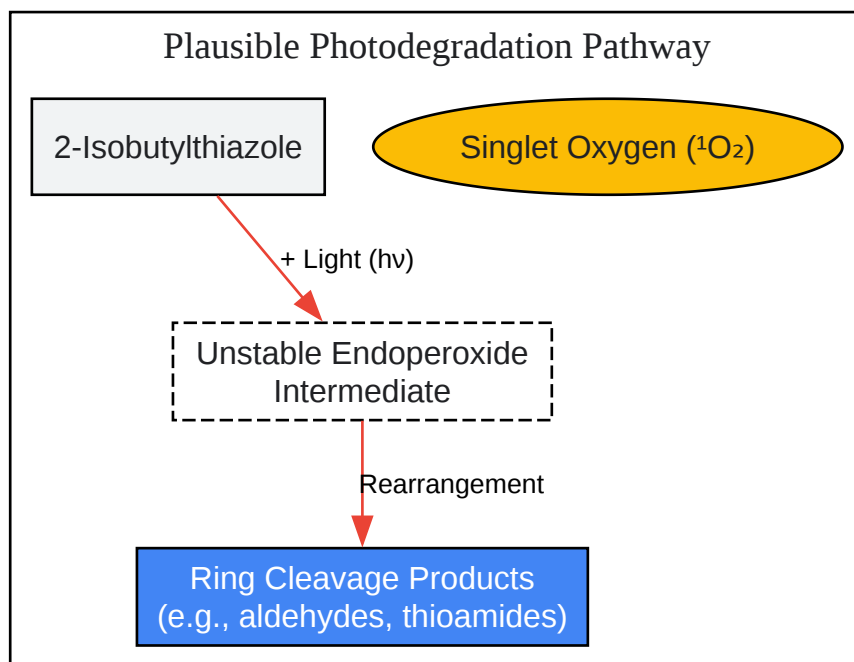 Plausible Photodegradation Pathway
2-Isobutylthiazole
Singlet Oxygen (¹O₂)
+ Light (hν)
Unstable Endoperoxide
Intermediate
Rearrangement
Ring Cleavage Products
(e.g., aldehydes, thioamides)